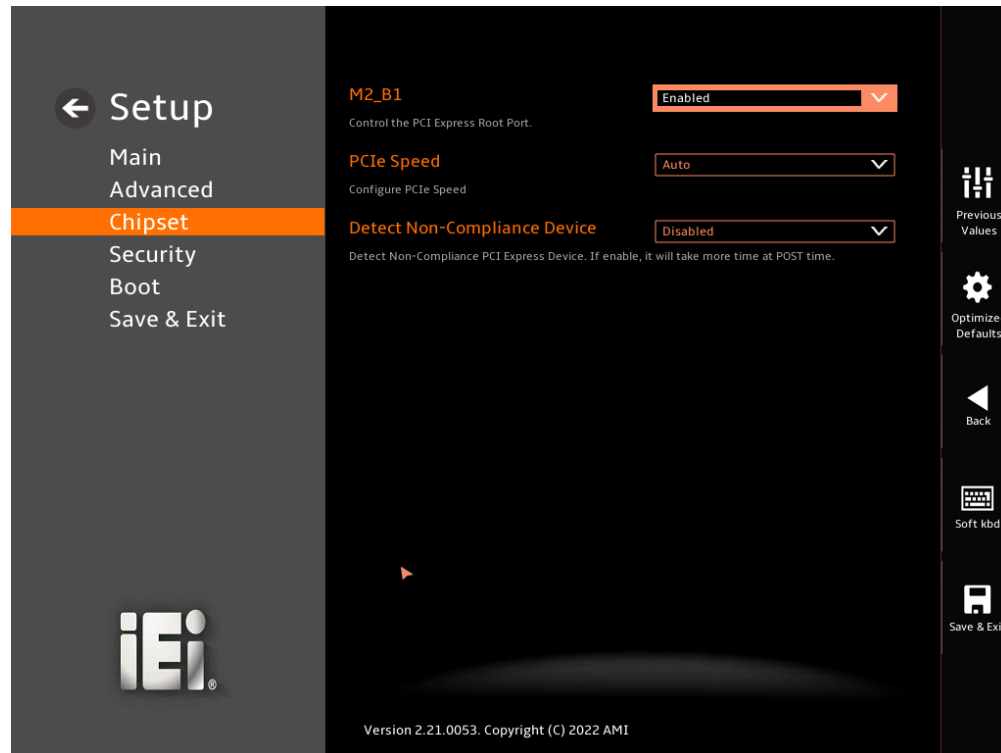 Setup
Main
Advanced
Chipset
Security
Boot
Save & Exit
M2_B1
Enabled
Control the PCI Express Root Port.
PCIe Speed
Auto
Configure PCIe Speed
Detect Non-Compliance Device
Disabled
Detect Non-Compliance PCI Express Device. If enable, it will take more time at POST time.
Previous
Values
Optimize
Defaults
Back
Soft kbd
Save & Exi
iEi®
Version 2.21.0053. Copyright (C) 2022 AMI